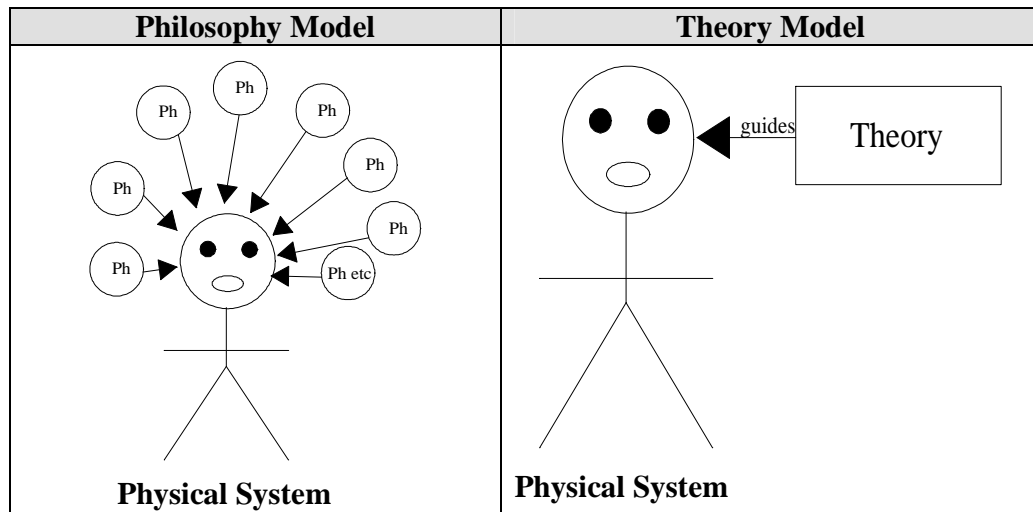 Philosophy Model
Theory Model
Ph
Ph
Ph
Ph
Ph
Ph
Ph
Ph etc
Physical System
guides
Theory
Physical System